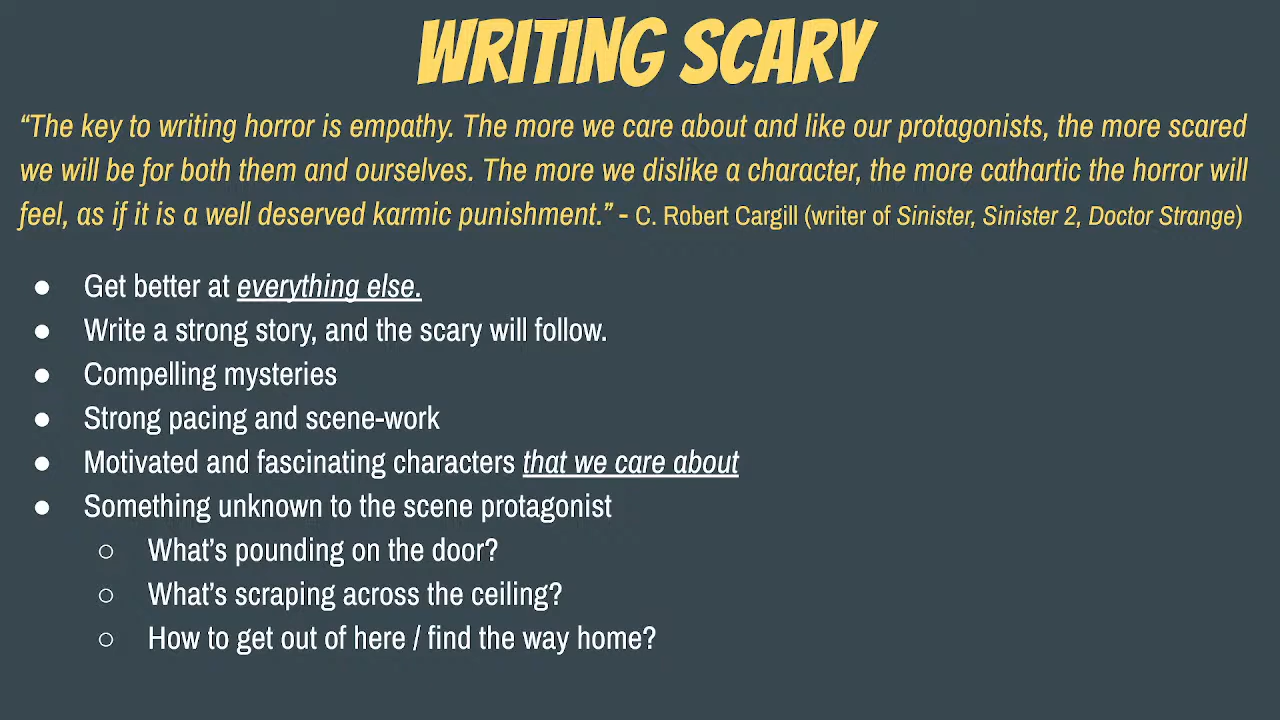 WRITING SCARY
“The key to writing horror is empathy. The more we care about and like our protagonists, the more scared
we will be for both them and ourselves. The more we dislike a character, the more cathartic the horror will
feel, as if it is a well deserved karmic punishment.” - C. Robert Cargill (writer of Sinister, Sinister 2, Doctor Strange)
● Get better at everything else.
● Write a strong story, and the scary will follow.
● Compelling mysteries
● Strong pacing and scene-work
● Motivated and fascinating characters that we care about
● Something unknown to the scene protagonist
○ What’s pounding on the door?
○ What’s scraping across the ceiling?
○ How to get out of here / find the way home?